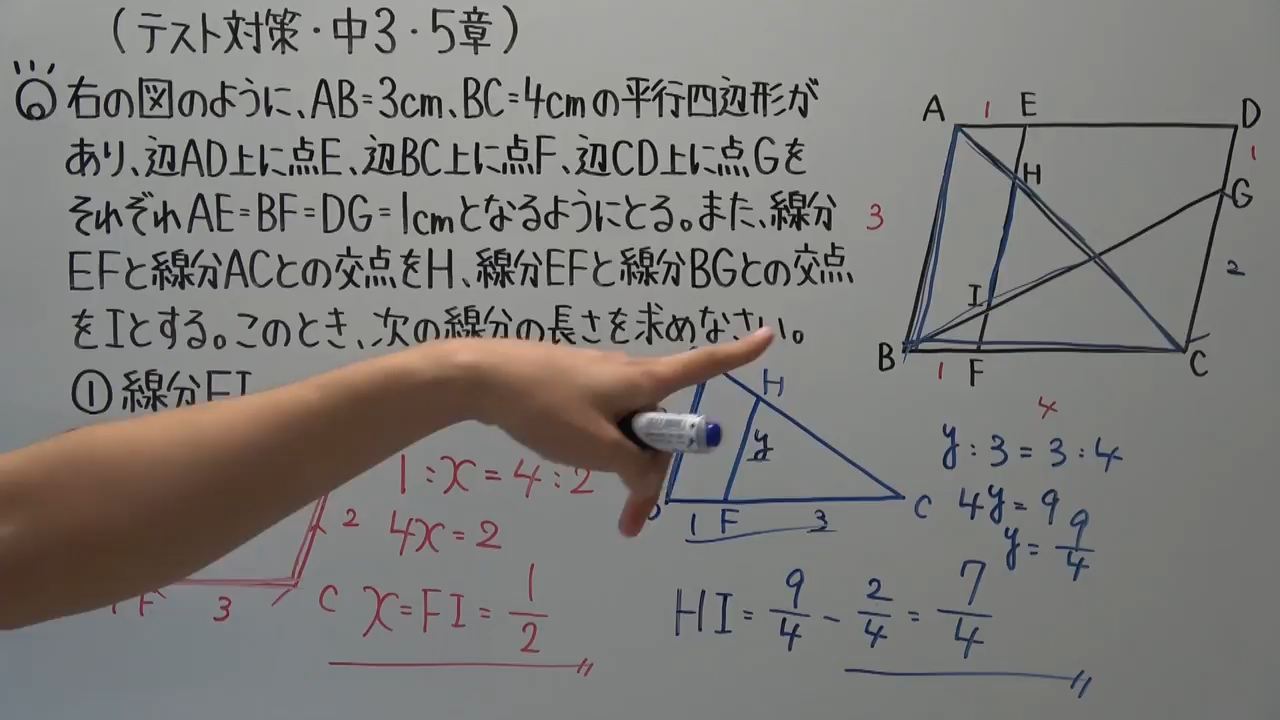 (テスト対策・中3・5章)
右の図のように、AB=3cm、BC=4cmの平行四辺形が
あり、辺AD上に点E、辺BC上に点F、辺CD上に点Gを
それぞれAE=BF=DG=1cmとなるようにとる。また、線分
EFと線分ACとの交点をH、線分EFと線分BGとの交点
をIとする。このとき、次の線分の長さを求めなさい。
①線分FI
A 1 E D
1
H
G
3
2
I
B 1 F C
4
H
y
1 F 3 C
1:x=4:2
4x=2
x=FI=1/2
2
F 3 C
y:3=3:4
4y=9
y=9/4
HI=9/4-2/4=7/4